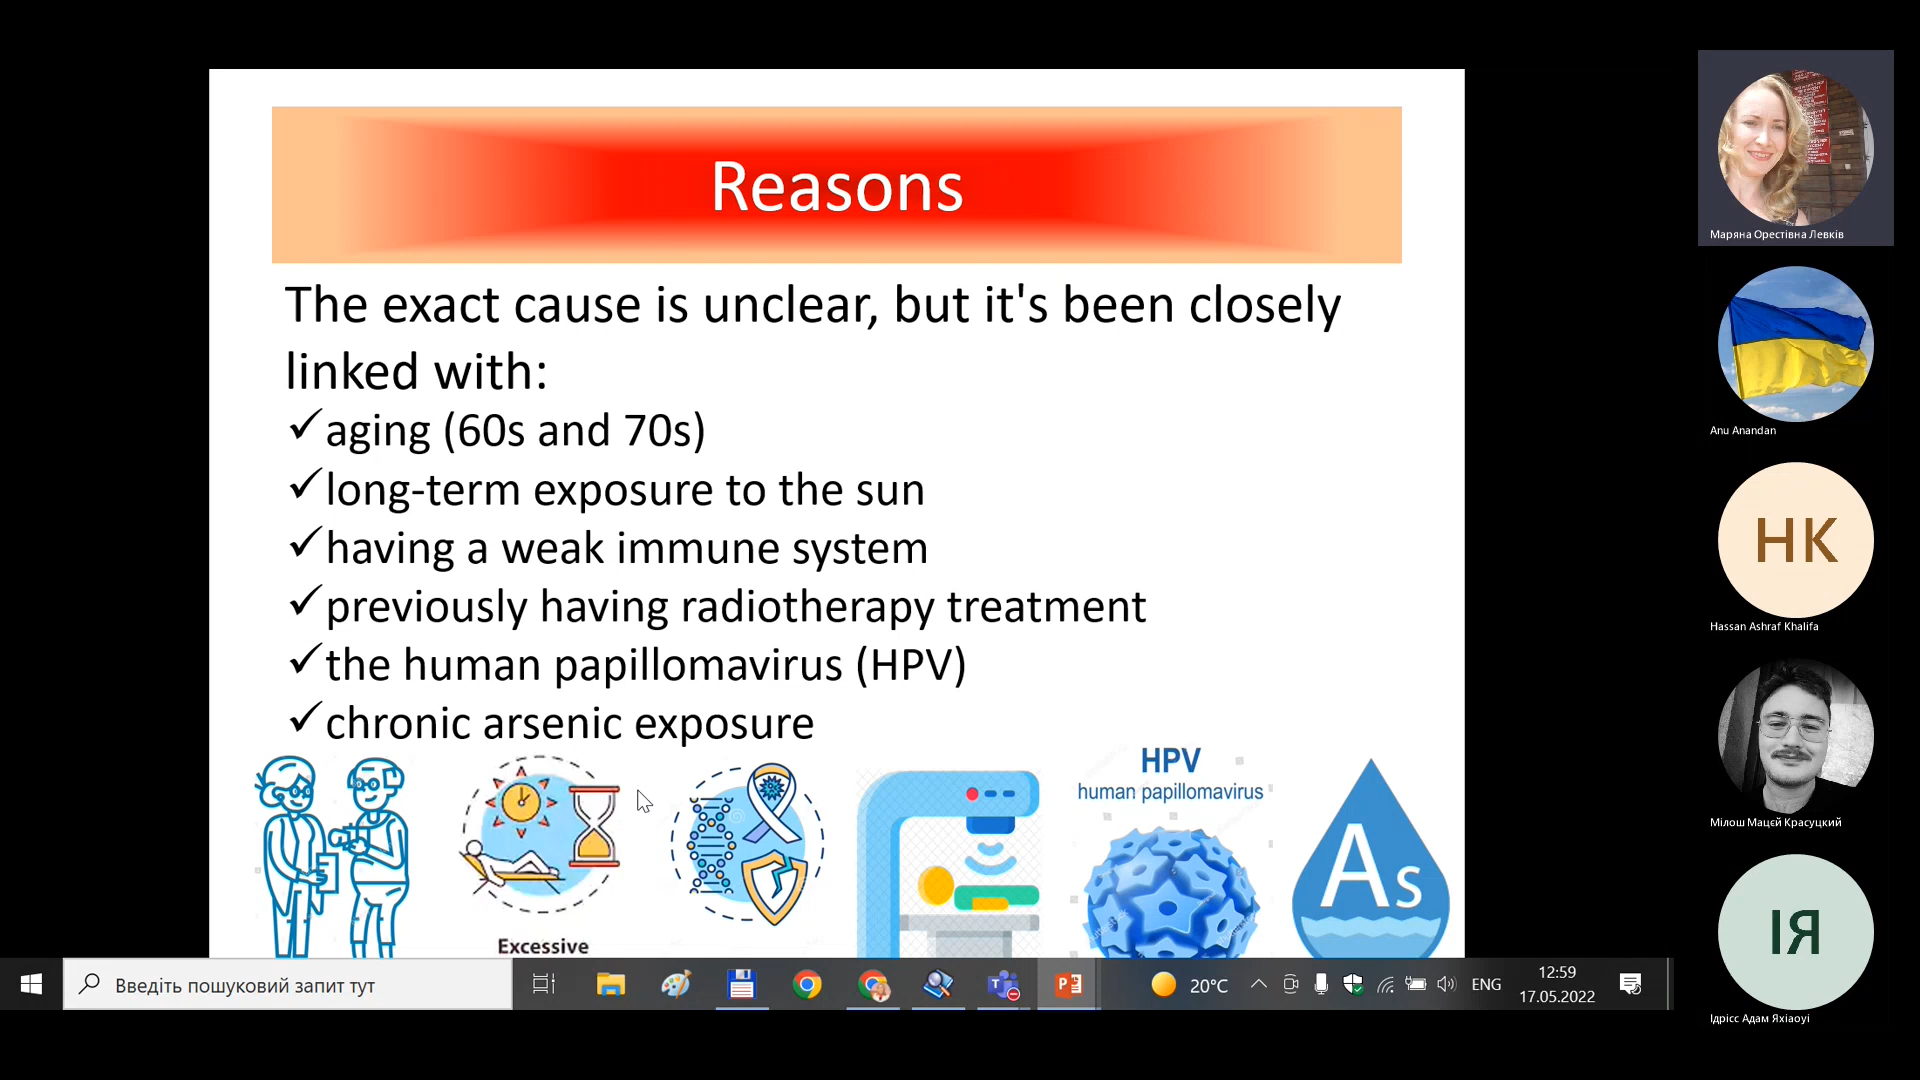 Reasons
The exact cause is unclear, but it's been closely
linked with:
✓aging (60s and 70s)
✓long-term exposure to the sun
✓having a weak immune system
✓previously having radiotherapy treatment
✓the human papillomavirus (HPV)
✓chronic arsenic exposure
Excessive
HPV
human papillomavirus
As
Введіть пошуковий запит тут
20°C
ENG
12:59
17.05.2022
Маряна Орестівна Левків
Anu Anandan
HK
Hassan Ashraf Khalifa
Мілош Мацєй Красуцкий
ІЯ
Ідрісс Адам Яхіаоуі